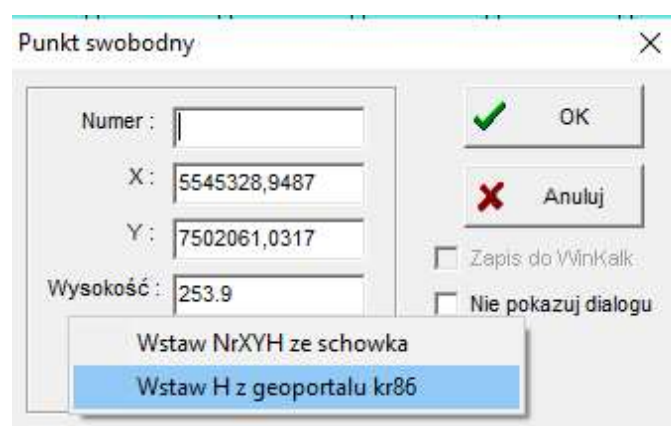 Punkt swobodny
Numer :
OK
X :
5545328,9487
Anuluj
Y :
7502061,0317
Zapis do WinKalk
Wysokość :
253.9
Nie pokazuj dialogu
Wstaw NrXYH ze schowka
Wstaw H z geoportalu kr86